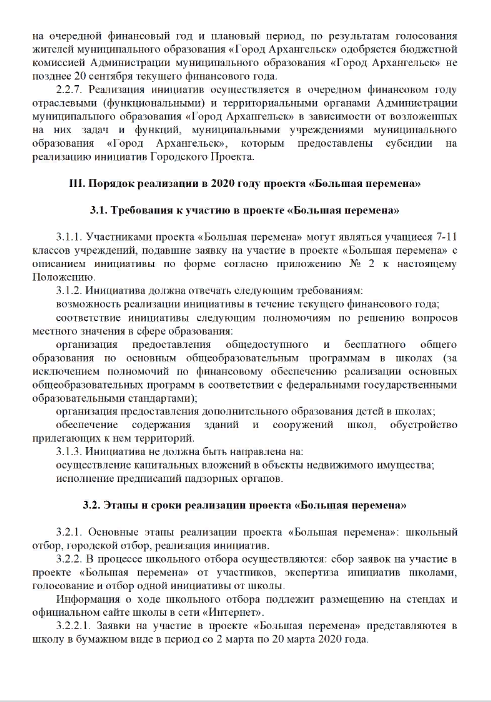 на очередной финансовый год и плановый период, по результатам голосования
жителей муниципального образования «Город Архангельск» одобряется бюджетной
комиссией Администрации муниципального образования «Город Архангельск» не
позднее 20 сентября текущего финансового года.
2.2.7. Реализация инициатив осуществляется в очередном финансовом году
отраслевыми (функциональными) и территориальными органами Администрации
муниципального образования «Город Архангельск» в зависимости от возложенных
на них задач и функций, муниципальными учреждениями муниципального
образования «Город Архангельск», которым предоставлены субсидии на
реализацию инициатив Городского Проекта.
III. Порядок реализации в 2020 году проекта «Большая перемена»
3.1. Требования к участию в проекте «Большая перемена»
3.1.1. Участниками проекта «Большая перемена» могут являться учащиеся 7-11
классов учреждений, подавшие заявку на участие в проекте «Большая перемена» с
описанием инициативы по форме согласно приложению № 2 к настоящему
Положению.
3.1.2. Инициатива должна отвечать следующим требованиям:
возможность реализации инициативы в течение текущего финансового года;
соответствие инициативы следующим полномочиям по решению вопросов
местного значения в сфере образования:
организация предоставления общедоступного и бесплатного общего
образования по основным общеобразовательным программам в школах (за
исключением полномочий по финансовому обеспечению реализации основных
общеобразовательных программ в соответствии с федеральными государственными
образовательными стандартами);
организация предоставления дополнительного образования детей в школах;
обеспечение содержания зданий и сооружений школ, обустройство
прилегающих к ним территорий.
3.1.3. Инициатива не должна быть направлена на:
осуществление капитальных вложений в объекты недвижимого имущества;
исполнение предписаний надзорных органов.
3.2. Этапы и сроки реализации проекта «Большая перемена»
3.2.1. Основные этапы реализации проекта «Большая перемена»: школьный
отбор, городской отбор, реализация инициатив.
3.2.2. В процессе школьного отбора осуществляются: сбор заявок на участие в
проекте «Большая перемена» от участников, экспертиза инициатив школами,
голосование и отбор одной инициативы от школы.
Информация о ходе школьного отбора подлежит размещению на стендах и
официальном сайте школы в сети «Интернет».
3.2.2.1. Заявки на участие в проекте «Большая перемена» представляются в
школу в бумажном виде в период со 2 марта по 20 марта 2020 года.